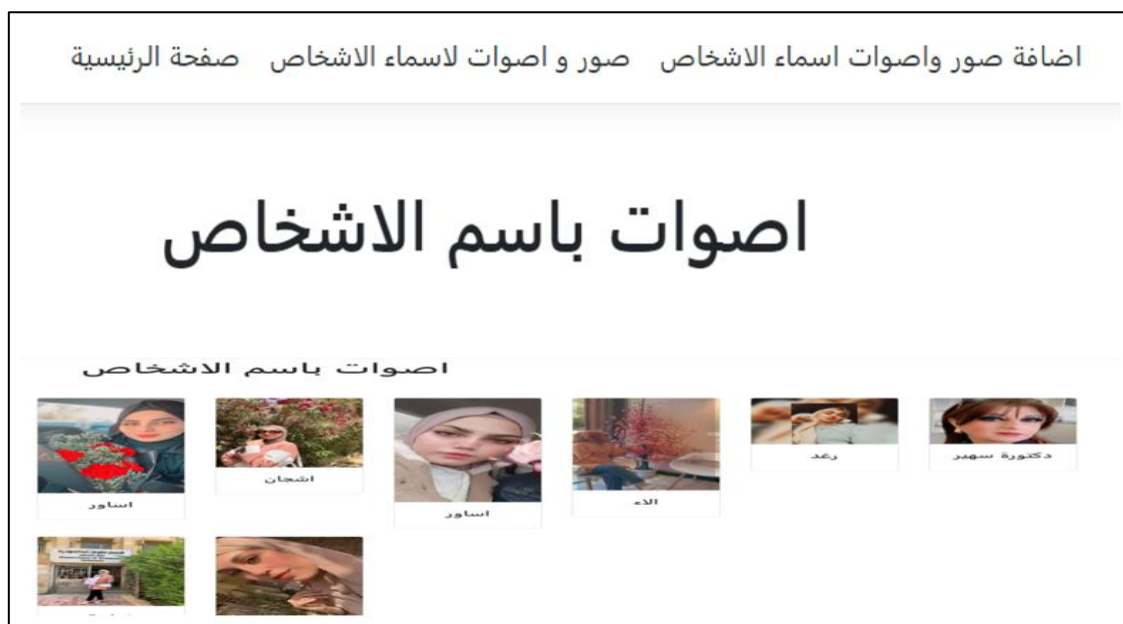 اضافة صور واصوات اسماء الاشخاص صور و اصوات لاسماء الاشخاص صفحة الرئيسية
اصوات باسم الاشخاص
اصوات باسم الاشخاص
اساور
اشجان
اساور
الاء
رغد
دكتورة سهير